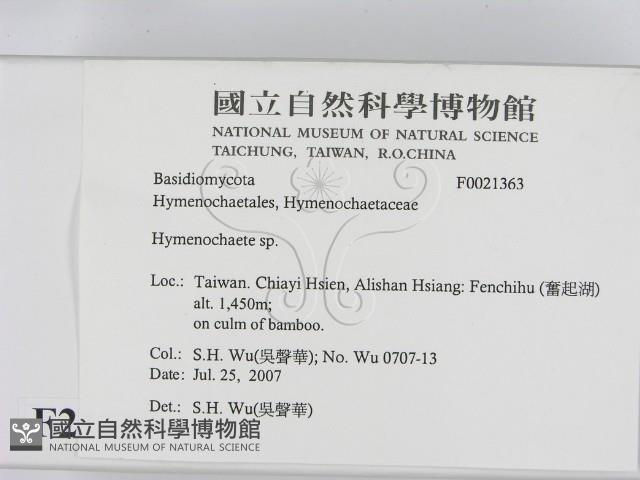 國立自然科學博物館
NATIONAL MUSEUM OF NATURAL SCIENCE
TAICHUNG, TAIWAN, R.O.CHINA
Basidiomycota F0021363
Hymenochaetales, Hymenochaetaceae
Hymenochaete sp.
Loc.: Taiwan. Chiayi Hsien, Alishan Hsiang: Fenchihu (奮起湖)
alt. 1,450m;
on culm of bamboo.
Col.: S.H. Wu(吳聲華); No. Wu 0707-13
Date: Jul. 25, 2007
Det.: S.H. Wu(吳聲華)
F2
國立自然科學博物館
NATIONAL MUSEUM OF NATURAL SCIENCE